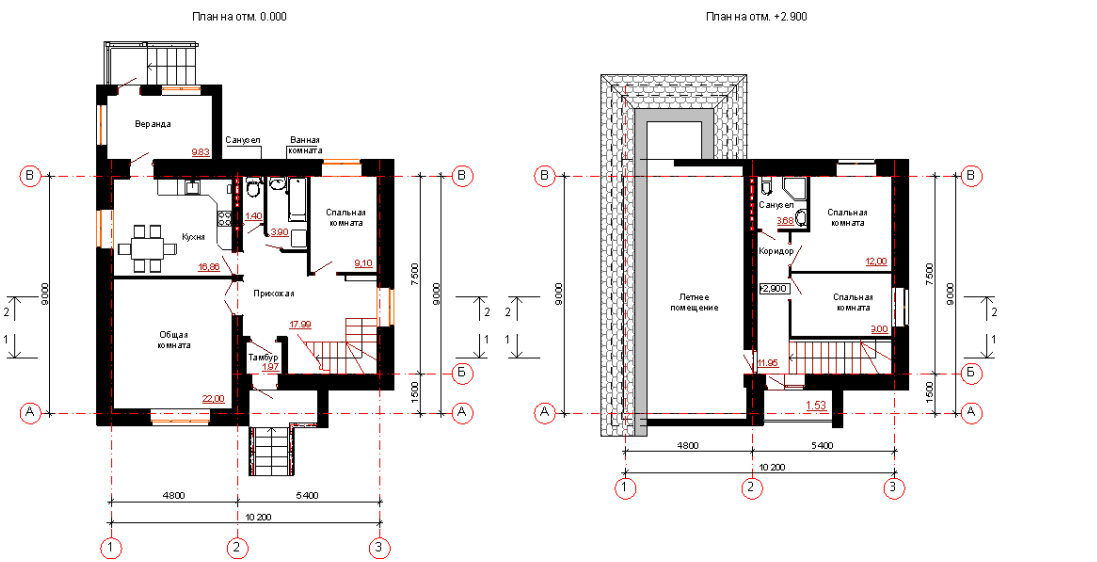 План на отм. 0.000
Веранда
9.83
Санузел
Ванная
комната
В
В
1.40
3.90
Спальная
комната
9,10
Кухня
16,86
Прихожая
17.99
Общая
комната
22,00
Тамбур
1.97
9000
7500
9000
1500
2
1
2
1
Б
А
А
4800
5400
10 200
1
2
3
План на отм. +2.900
В
В
Санузел
3.68
Спальная
комната
12,00
Коридор
+2,900
Летнее
помещение
Спальная
комната
9.00
11.95
1.53
9000
7500
9000
1500
2
1
2
1
Б
А
А
4800
5400
10 200
1
2
3